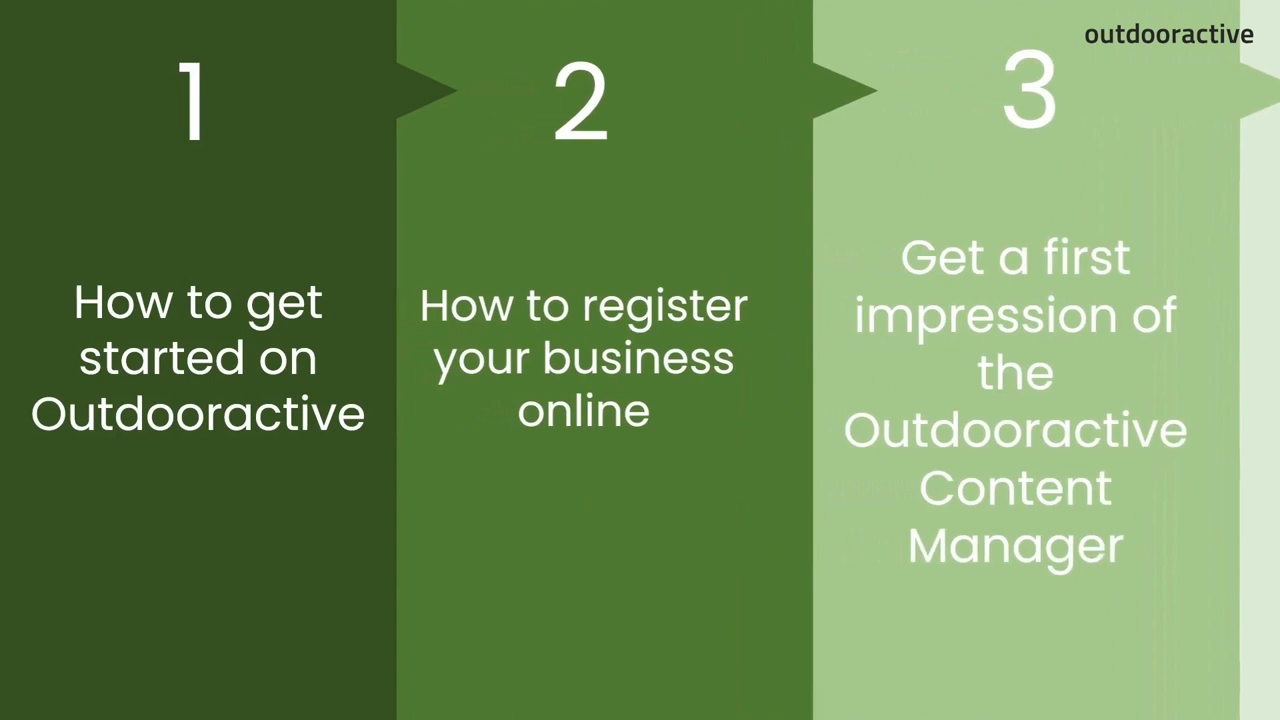 outdooractive
1
How to get
started on
Outdooractive
2
How to register
your business
online
3
Get a first
impression of
the
Outdooractive
Content
Manager